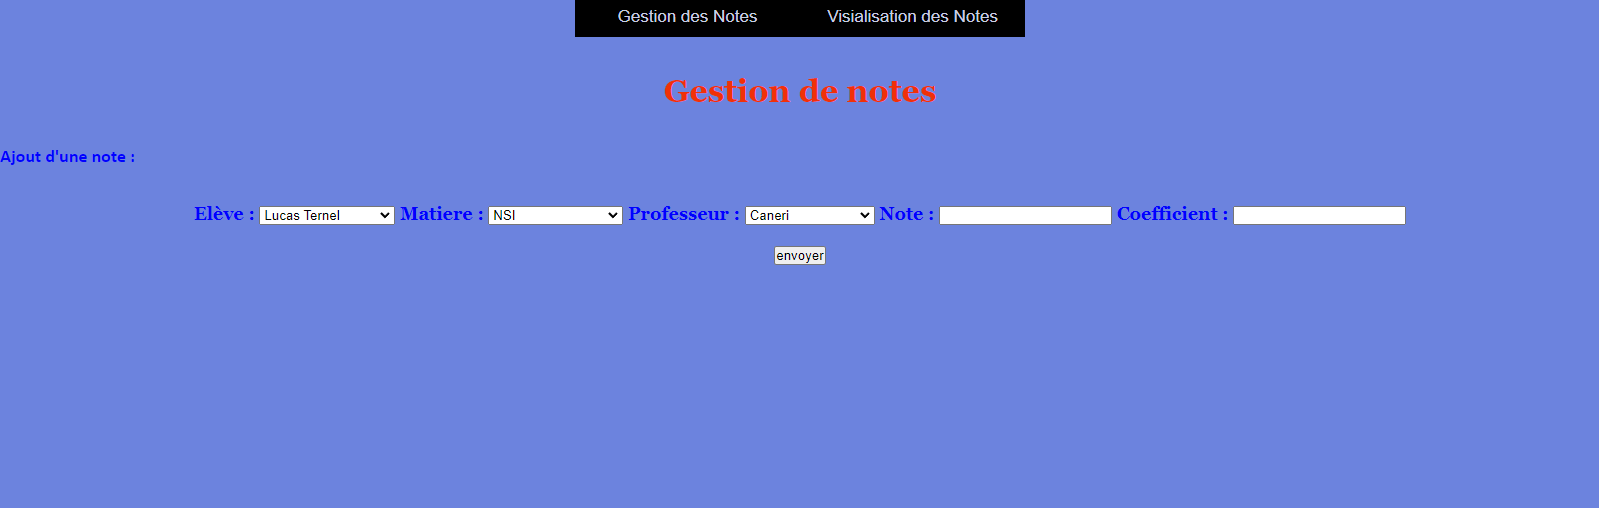 Gestion des Notes Visialisation des Notes
Gestion de notes
Ajout d'une note :
Elève : Lucas Ternel Matiere : NSI Professeur : Caneri Note : Coefficient :
envoyer